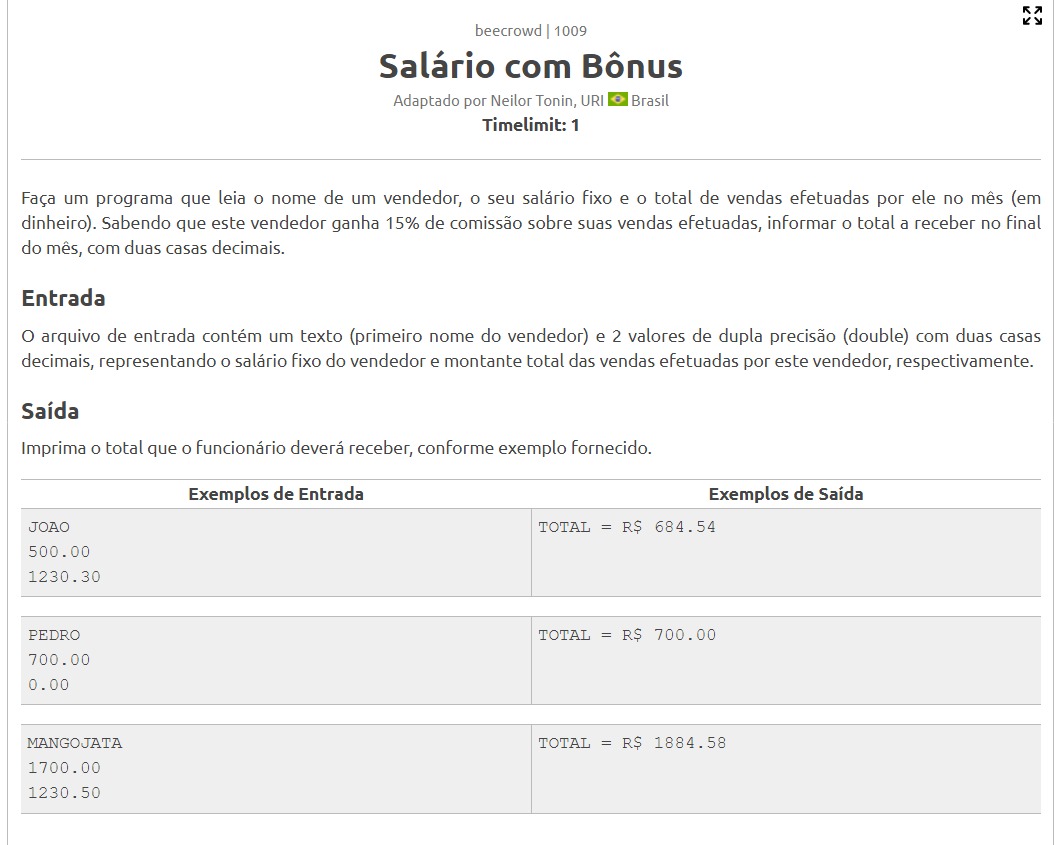 beecrowd | 1009
Salário com Bônus
Adaptado por Neilor Tonin, URI Brasil
Timelimit: 1
Faça um programa que leia o nome de um vendedor, o seu salário fixo e o total de vendas efetuadas por ele no mês (em
dinheiro). Sabendo que este vendedor ganha 15% de comissão sobre suas vendas efetuadas, informar o total a receber no final
do mês, com duas casas decimais.
Entrada
O arquivo de entrada contém um texto (primeiro nome do vendedor) e 2 valores de dupla precisão (double) com duas casas
decimais, representando o salário fixo do vendedor e montante total das vendas efetuadas por este vendedor, respectivamente.
Saída
Imprima o total que o funcionário deverá receber, conforme exemplo fornecido.
Exemplos de Entrada Exemplos de Saída
JOAO TOTAL = R$ 684.54
500.00
1230.30
PEDRO TOTAL = R$ 700.00
700.00
0.00
MANGOJATA TOTAL = R$ 1884.58
1700.00
1230.50